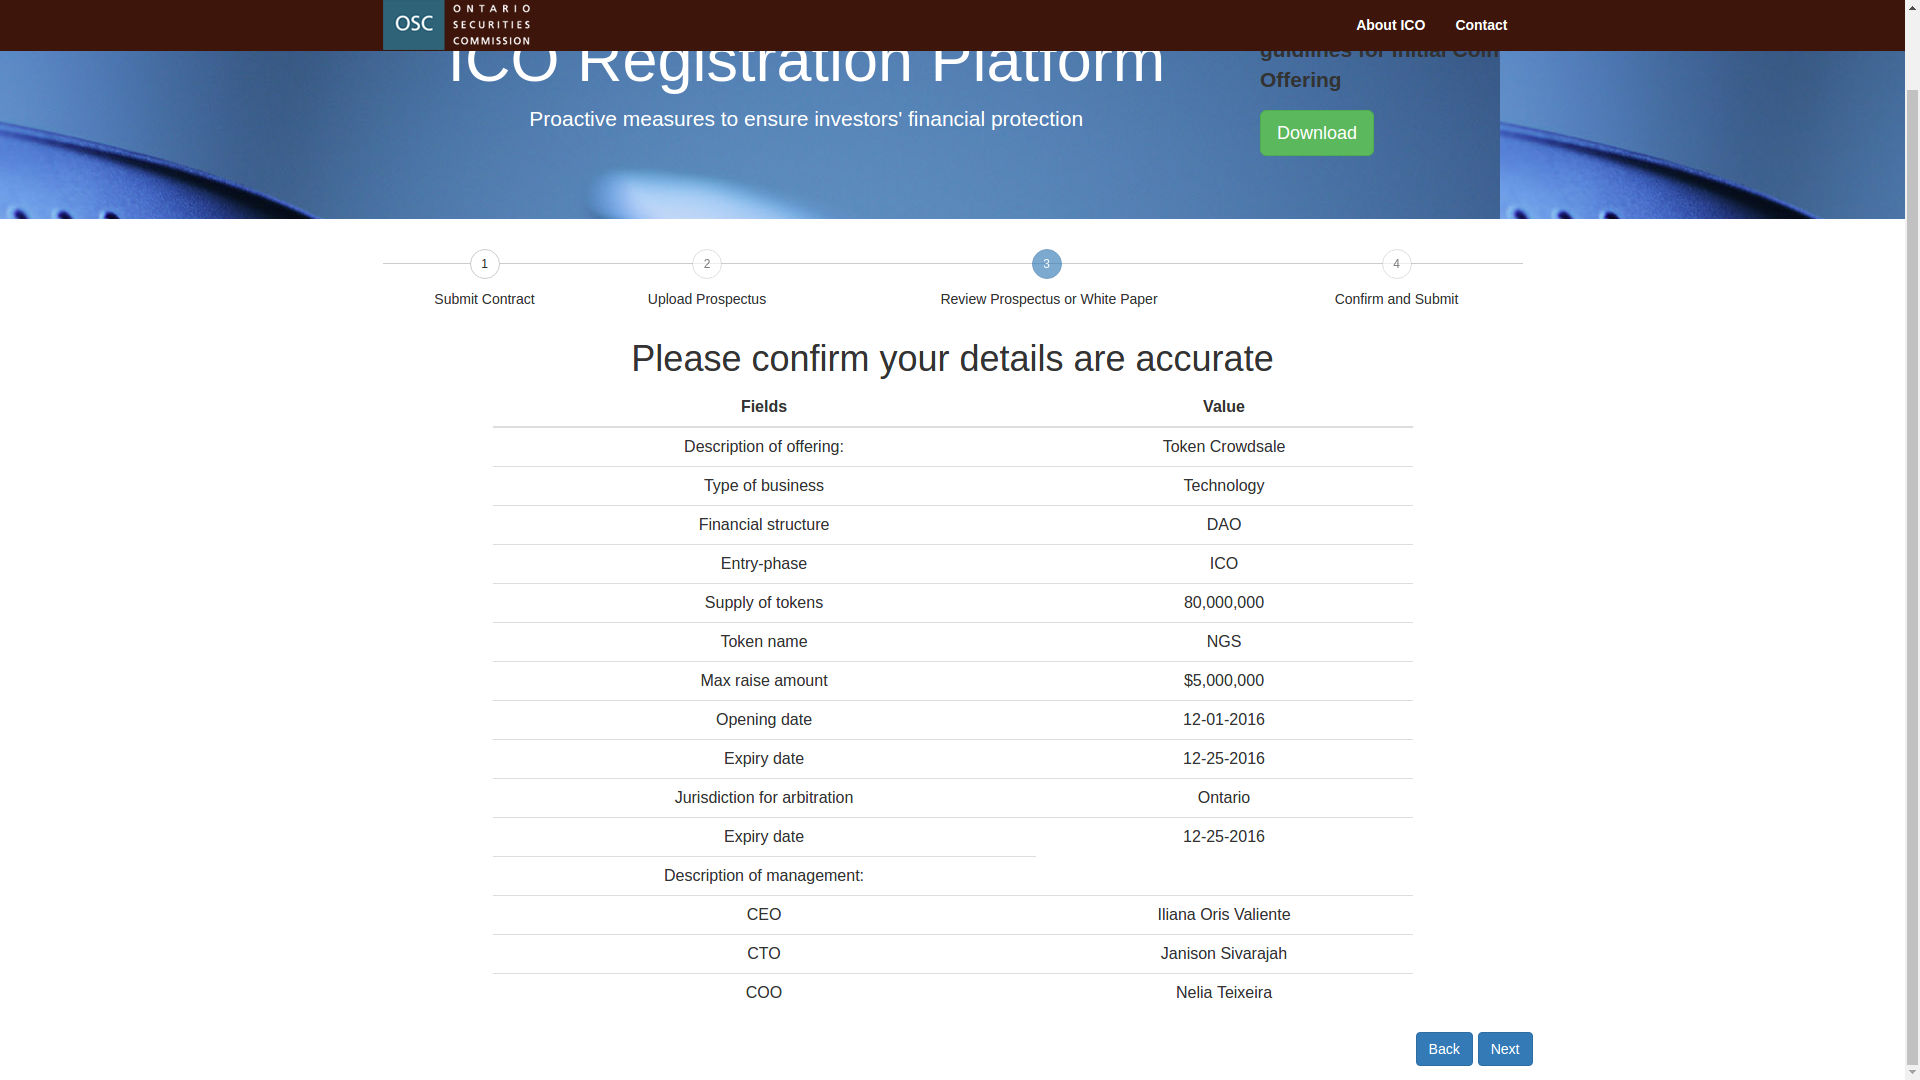 OSC
ONTARIO
SECURITIES
COMMISSION
About ICO
Contact
ICO Registration Platform
Proactive measures to ensure investors' financial protection
guidlines for Initial Coin
Offering
Download
1
2
3
4
Submit Contract
Upload Prospectus
Review Prospectus or White Paper
Confirm and Submit
Please confirm your details are accurate
Fields Value
Description of offering: Token Crowdsale
Type of business Technology
Financial structure DAO
Entry-phase ICO
Supply of tokens 80,000,000
Token name NGS
Max raise amount $5,000,000
Opening date 12-01-2016
Expiry date 12-25-2016
Jurisdiction for arbitration Ontario
Expiry date 12-25-2016
Description of management:
CEO Iliana Oris Valiente
CTO Janison Sivarajah
COO Nelia Teixeira
Back
Next